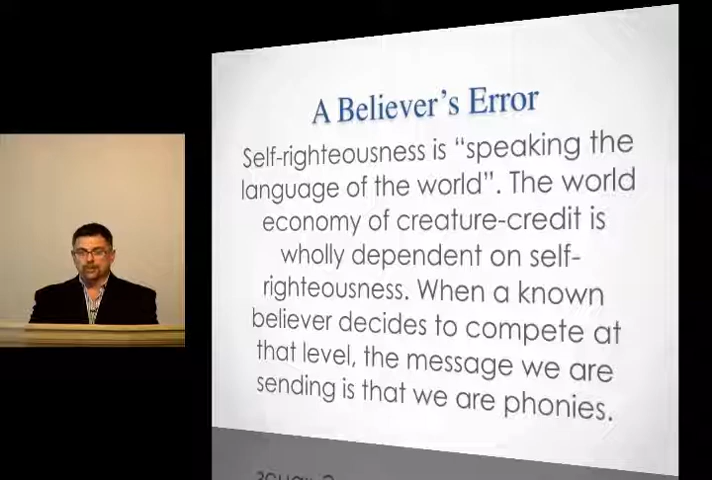 A Believer's Error
Self-righteousness is "speaking the
language of the world". The world
economy of creature-credit is
wholly dependent on self-
righteousness. When a known
believer decides to compete at
that level, the message we are
sending is that we are phonies.